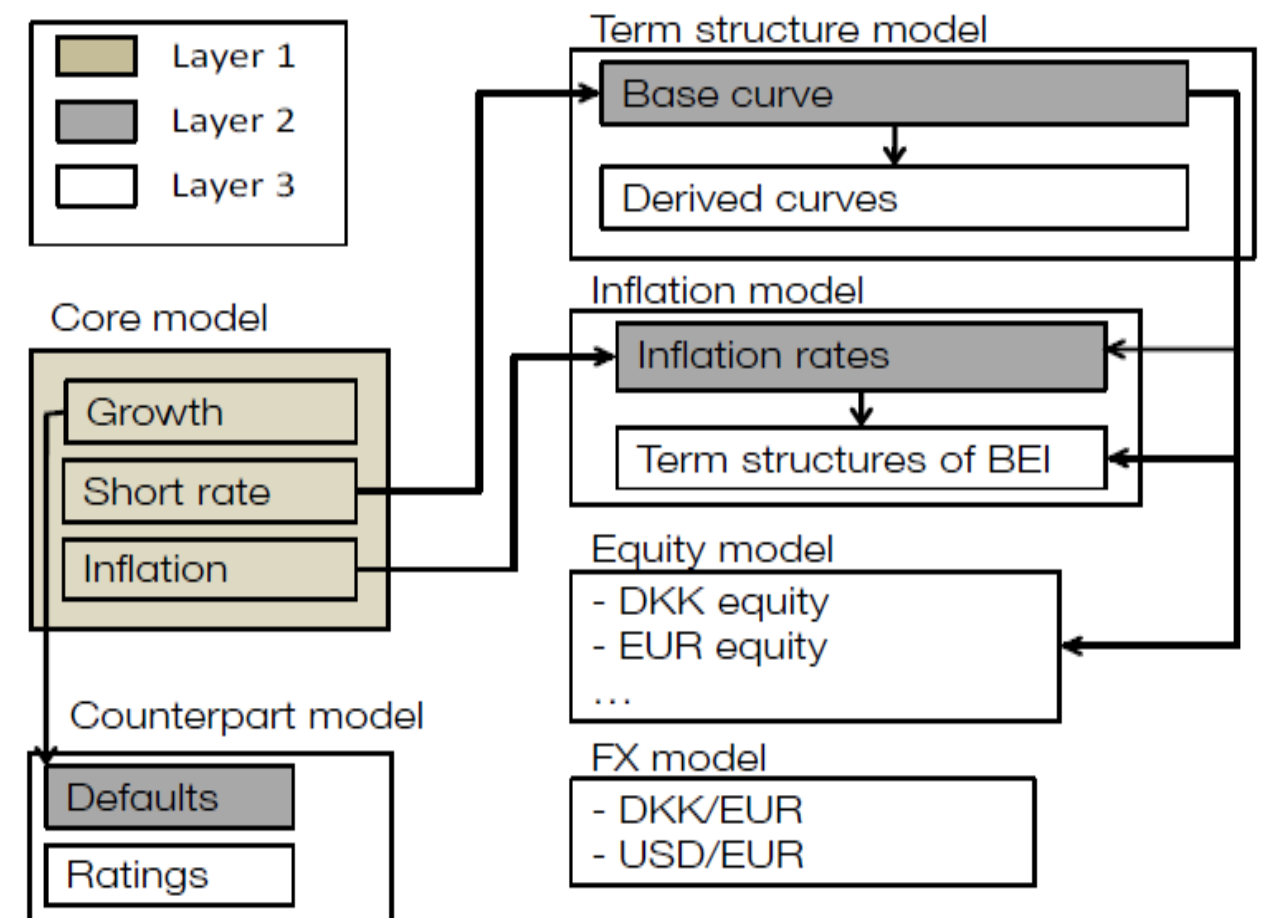 Layer 1
Layer 2
Layer 3
Core model
Growth
Short rate
Inflation
Counterpart model
Defaults
Ratings
Term structure model
Base curve
Derived curves
Inflation model
Inflation rates
Term structures of BEI
Equity model
- DKK equity
- EUR equity
...
FX model
- DKK/EUR
- USD/EUR